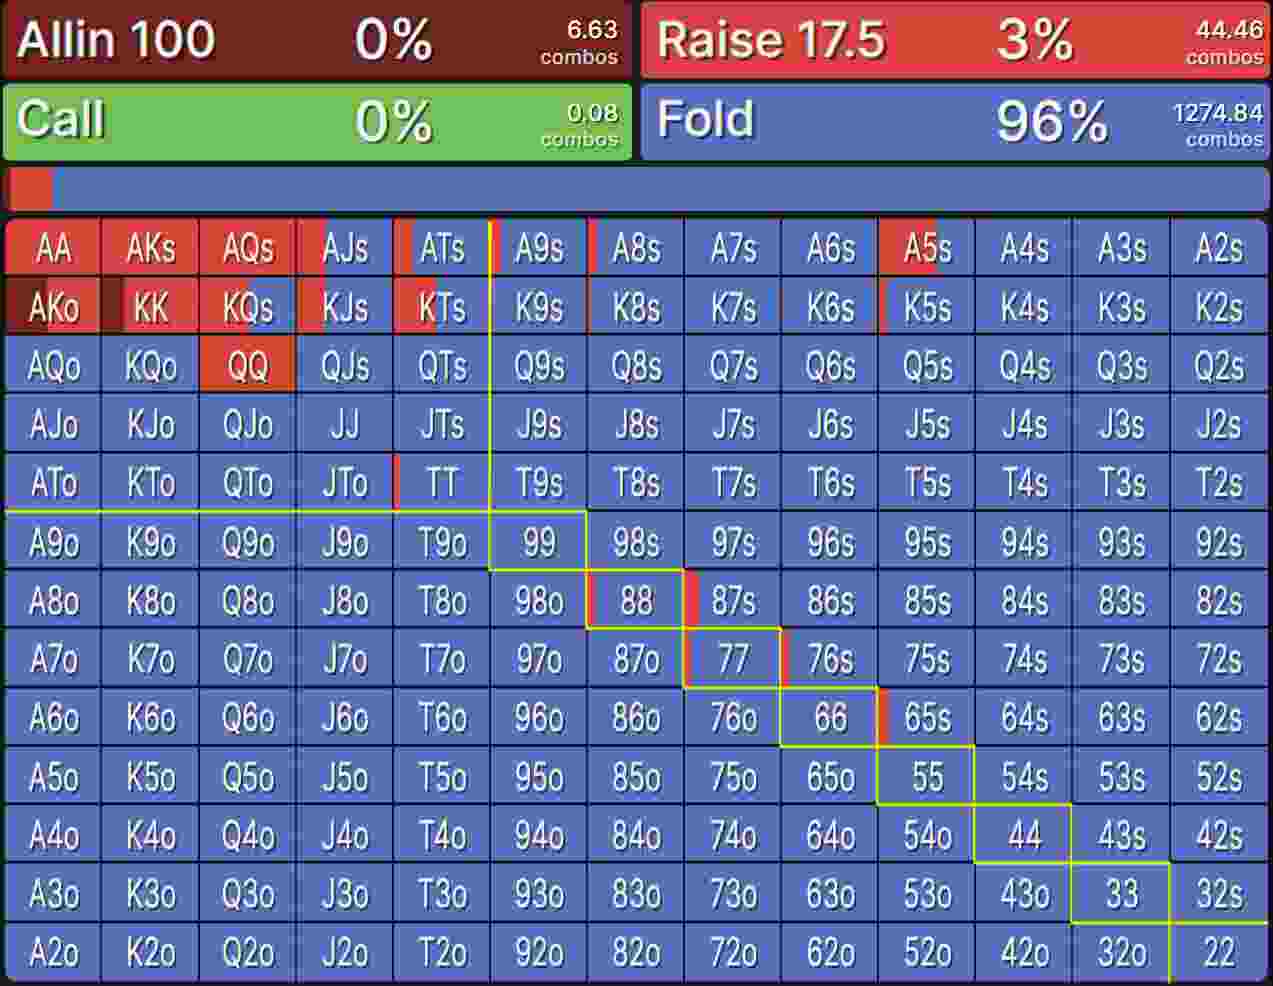 Allin 100 0% 6.63 combos Raise 17.5 3% 44.46 combos
Call 0% 0.08 combos Fold 96% 1274.84 combos
AA AKs AQs AJs ATs A9s A8s A7s A6s A5s A4s A3s A2s
AKo KK KQs KJs KTs K9s K8s K7s K6s K5s K4s K3s K2s
AQo KQo QQ QJs QTs Q9s Q8s Q7s Q6s Q5s Q4s Q3s Q2s
AJo KJo QJo JJ JTs J9s J8s J7s J6s J5s J4s J3s J2s
ATo KTo QTo JTo TT T9s T8s T7s T6s T5s T4s T3s T2s
A9o K9o Q9o J9o T9o 99 98s 97s 96s 95s 94s 93s 92s
A8o K8o Q8o J8o T8o 98o 88 87s 86s 85s 84s 83s 82s
A7o K7o Q7o J7o T7o 97o 87o 77 76s 75s 74s 73s 72s
A6o K6o Q6o J6o T6o 96o 86o 76o 66 65s 64s 63s 62s
A5o K5o Q5o J5o T5o 95o 85o 75o 65o 55 54s 53s 52s
A4o K4o Q4o J4o T4o 94o 84o 74o 64o 54o 44 43s 42s
A3o K3o Q3o J3o T3o 93o 83o 73o 63o 53o 43o 33 32s
A2o K2o Q2o J2o T2o 92o 82o 72o 62o 52o 42o 32o 22